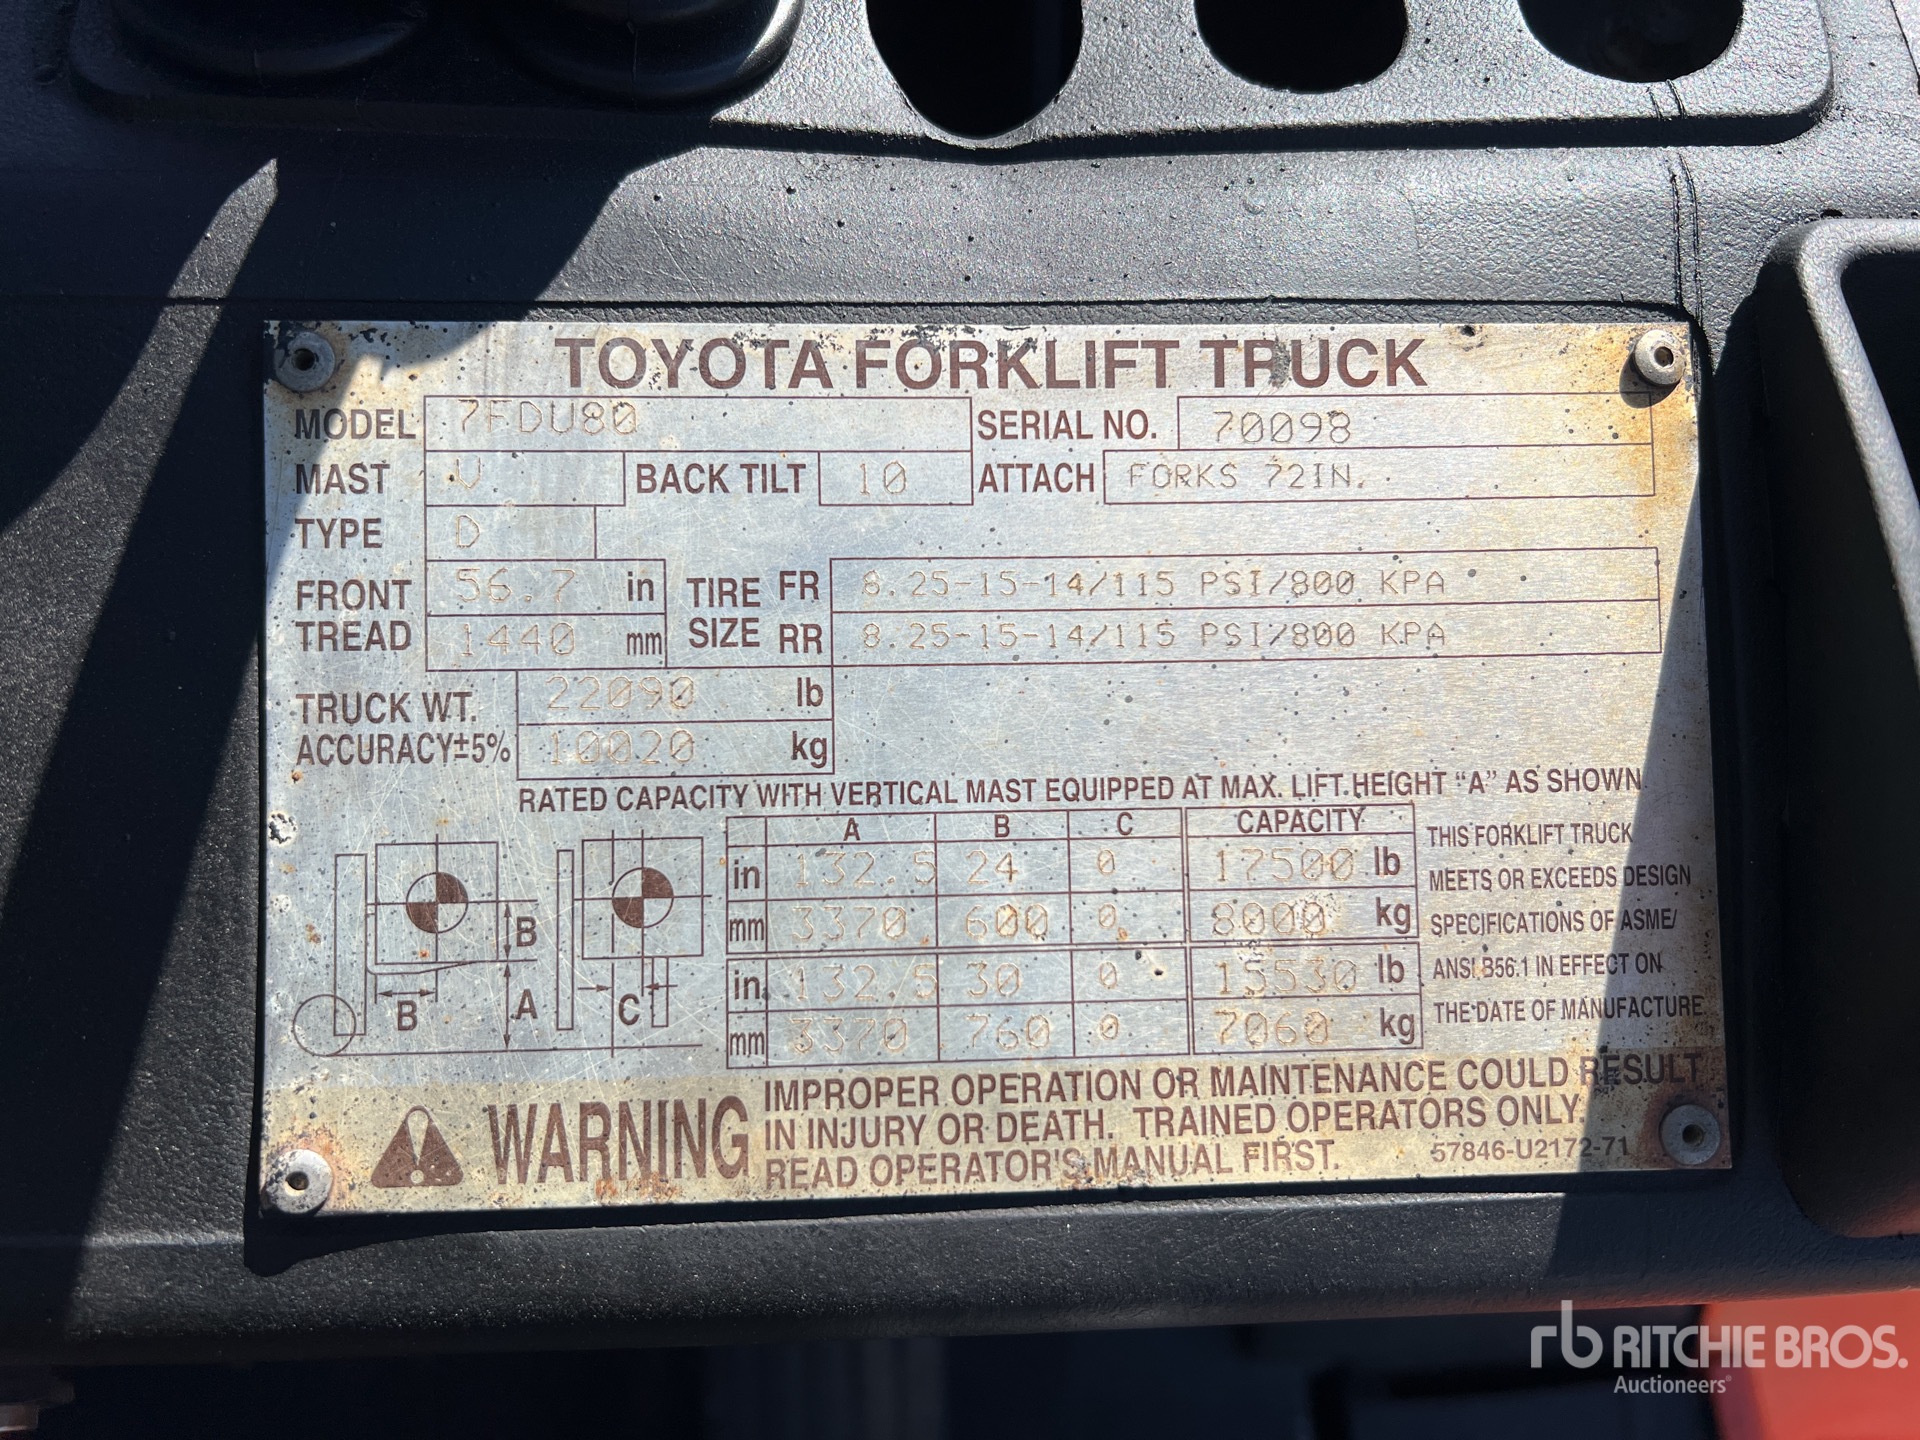 TOYOTA FORKLIFT TRUCK
MODEL 7FDU80 SERIAL NO. 70098
MAST V BACK TILT 10 ATTACH FORKS 72IN.
TYPE D
FRONT TREAD 56.7 in 1440 mm TIRE SIZE FR 8.25-15-14/115 PSI/800 KPA
RR 8.25-15-14/115 PSI/800 KPA
TRUCK WT. 22090 lb
ACCURACY±5% 10020 kg
RATED CAPACITY WITH VERTICAL MAST EQUIPPED AT MAX. LIFT HEIGHT "A" AS SHOWN
A B C CAPACITY
in 132.5 24 0 17500 lb
mm 3370 600 0 8000 kg
in 132.5 30 0 15530 lb
mm 3370 760 0 7060 kg
B
B
A
C
THIS FORKLIFT TRUCK
MEETS OR EXCEEDS DESIGN
SPECIFICATIONS OF ASME/
ANSI B56.1 IN EFFECT ON
THE DATE OF MANUFACTURE
WARNING
IMPROPER OPERATION OR MAINTENANCE COULD RESULT
IN INJURY OR DEATH. TRAINED OPERATORS ONLY.
READ OPERATOR'S MANUAL FIRST. 57846-U2172-71
rb RITCHIE BROS.
Auctioneers®